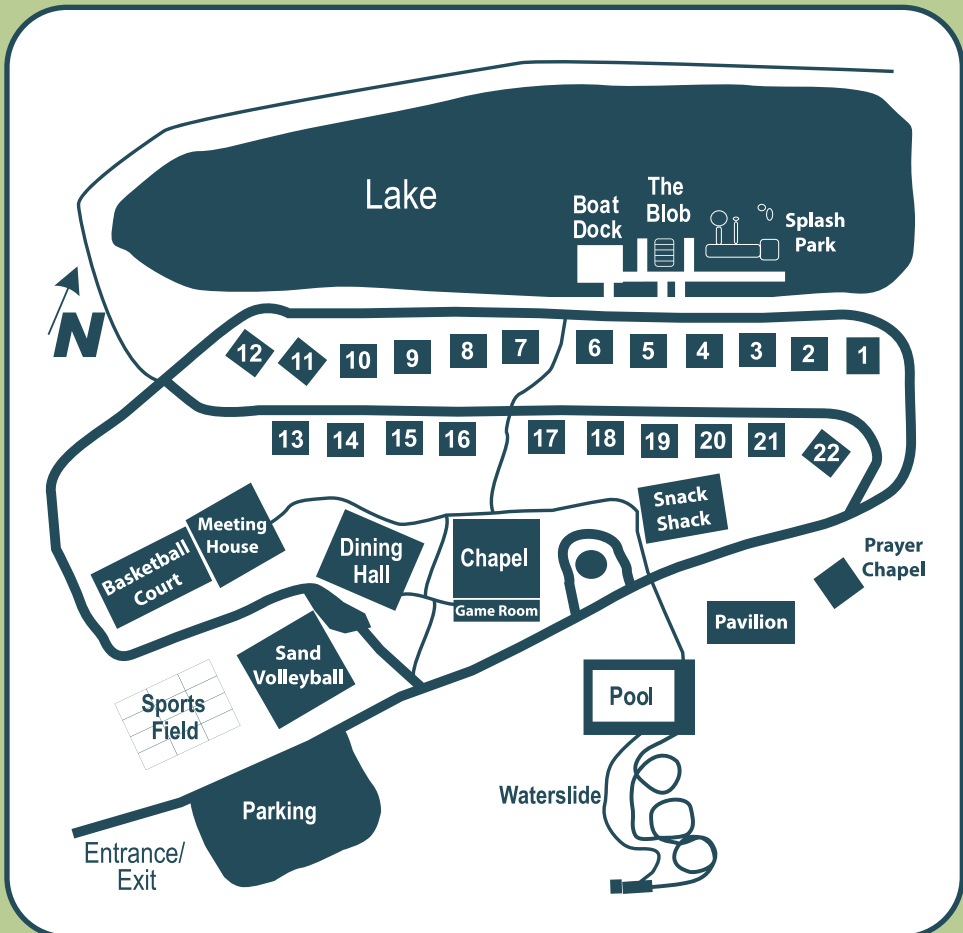 Lake
Boat
Dock
The
Blob
Splash
Park
N
12
11
10
9
8
7
6
5
4
3
2
1
13
14
15
16
17
18
19
20
21
22
Snack
Shack
Meeting
House
Basketball
Court
Dining
Hall
Chapel
Game Room
Prayer
Chapel
Pavilion
Sand
Volleyball
Sports
Field
Pool
Waterslide
Parking
Entrance/
Exit